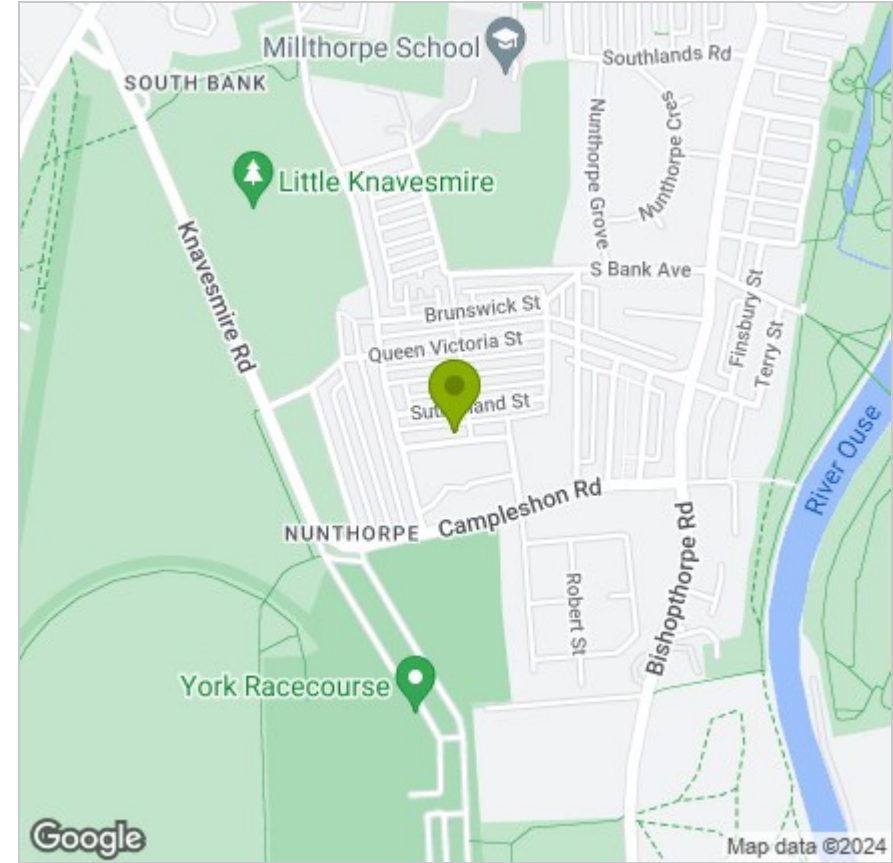 Millthorpe School
Southlands Rd
SOUTH BANK
Nunthorpe Cres
Nunthorpe Grove
Little Knavesmire
Knavesmire Rd
S Bank Ave
Brunswick St
Finsbury St
Terry St
Queen Victoria St
Sutherland St
River Ouse
Campleshon Rd
NUNTHORPE
Bishopthorpe Rd
Robert St
York Racecourse
Google
Map data ©2024